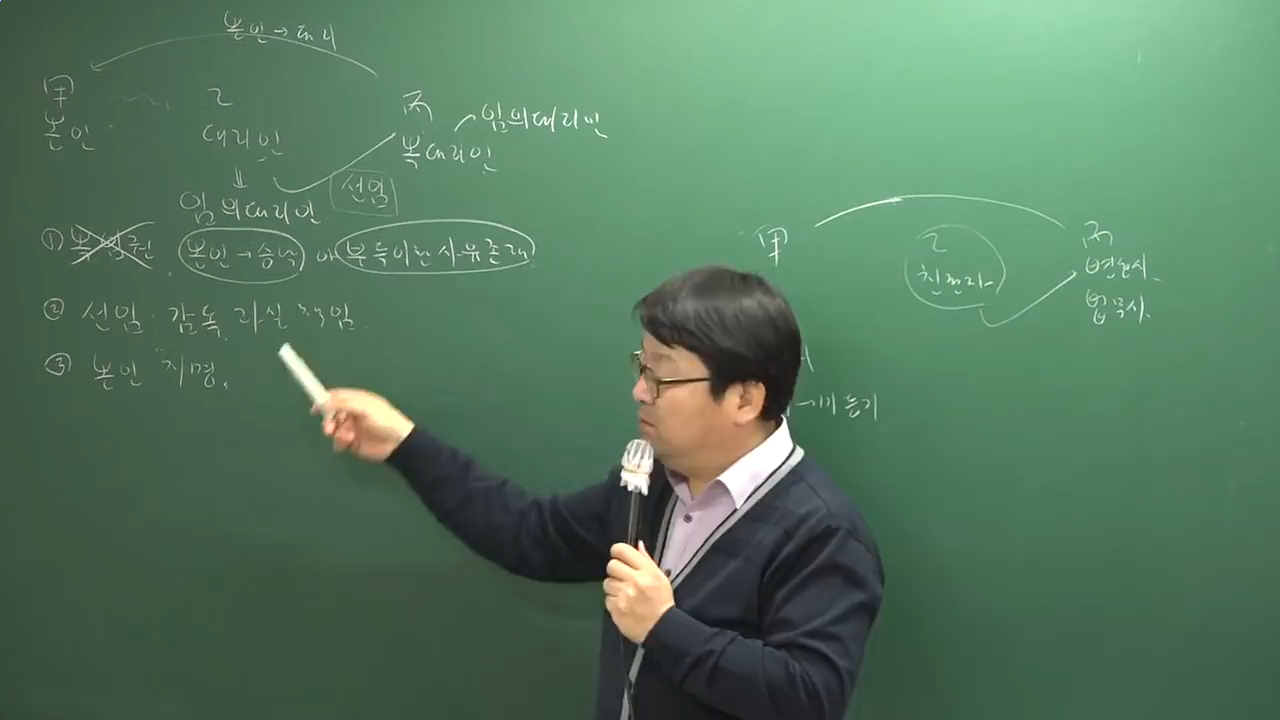 본인→대리
甲
본인
乙
대리인
⇓
임의대리인
丙
복대리인
임의대리인
선임
① 복임권 본인→승낙 or 부득이한 사유존재
② 선임·감독 과실 책임.
③ 본인 지명.
甲
乙
친권자
丙
변호사
법무사